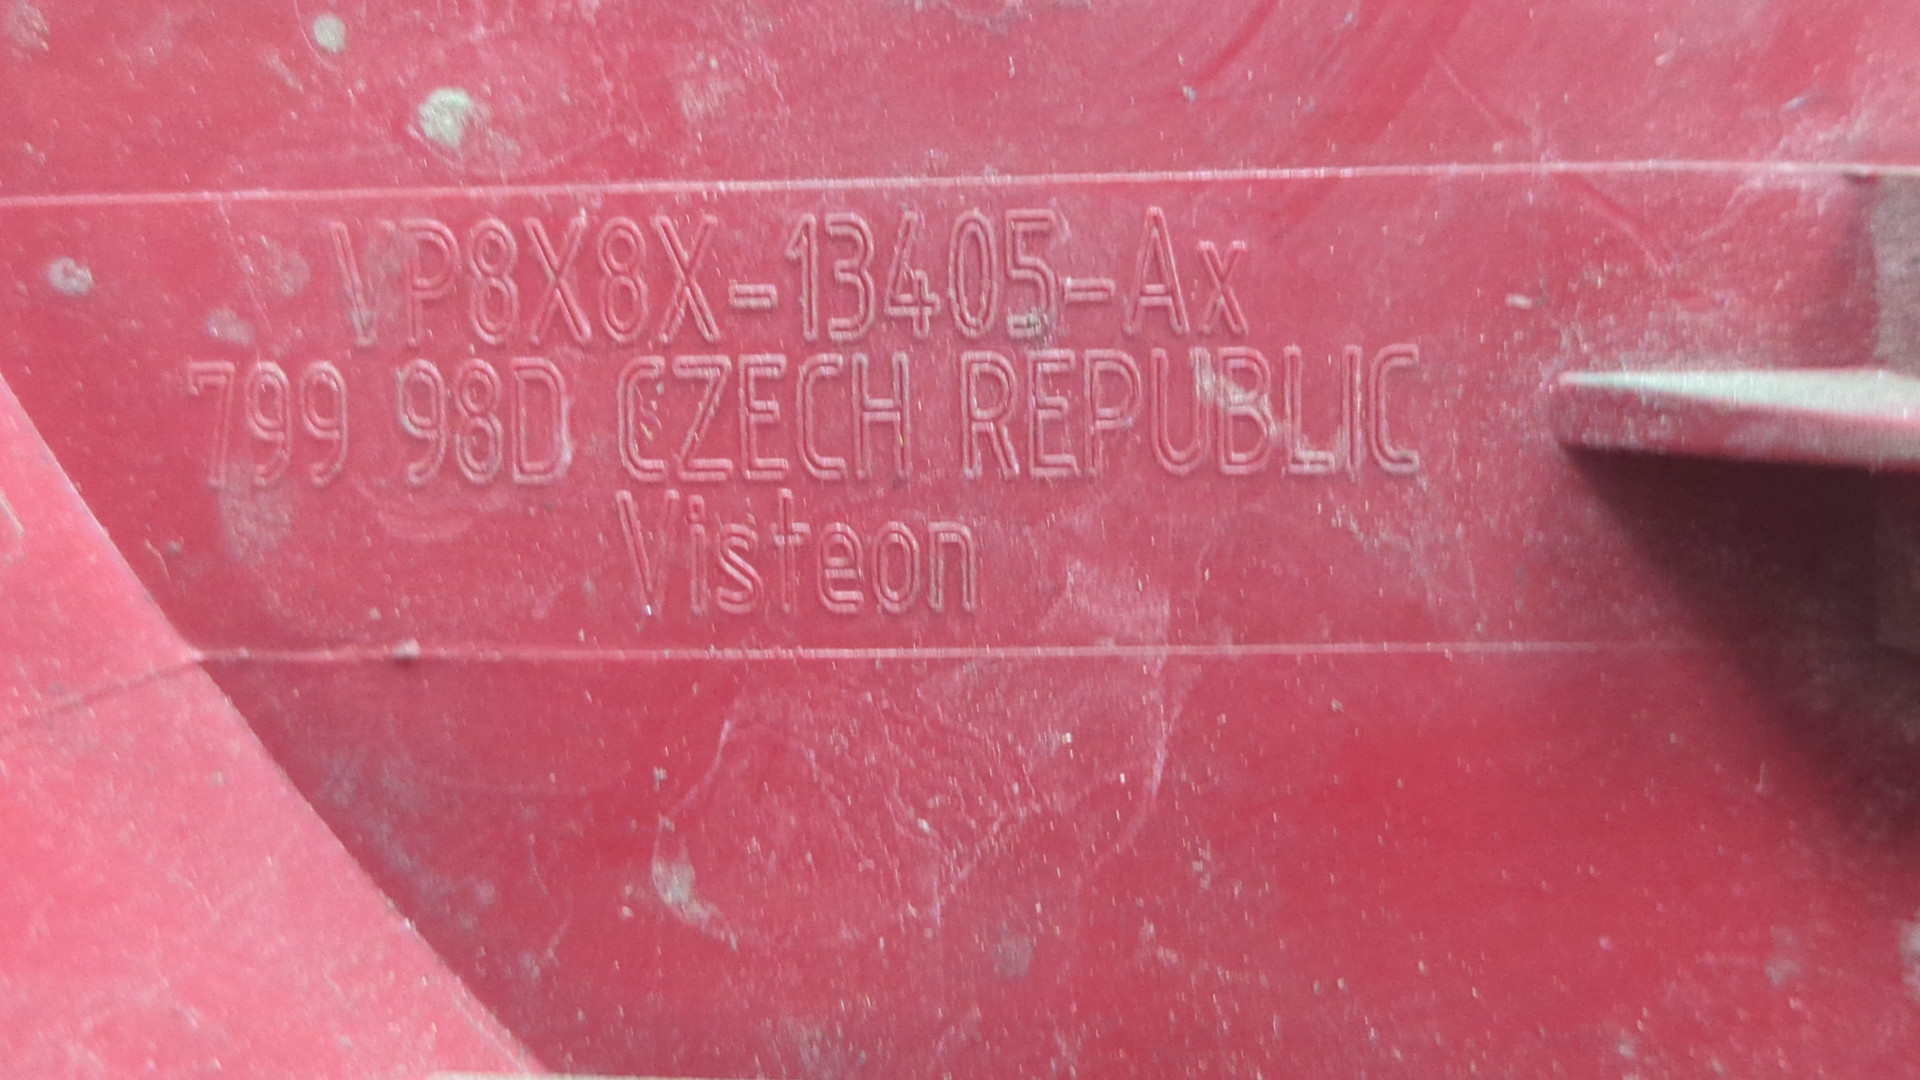 VP8X8X-13405-Ax
799 98D CZECH REPUBLIC
Visteon